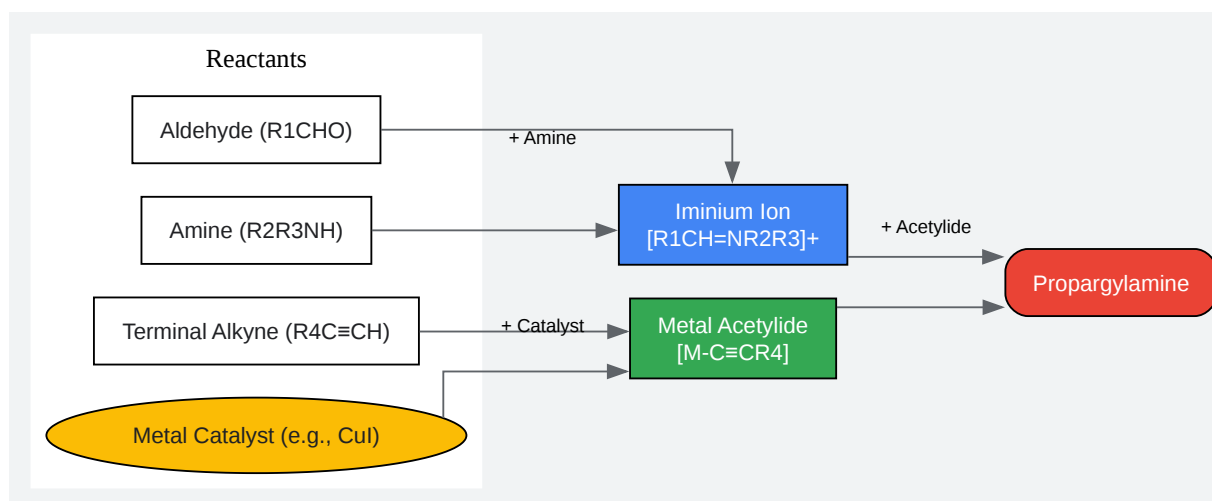 Reactants
Aldehyde (R1CHO)
+ Amine
Amine (R2R3NH)
Iminium Ion
[R1CH=NR2R3]+
+ Acetylide
Propargylamine
Terminal Alkyne (R4C≡CH)
+ Catalyst
Metal Acetylide
[M-C≡CR4]
Metal Catalyst (e.g., CuI)